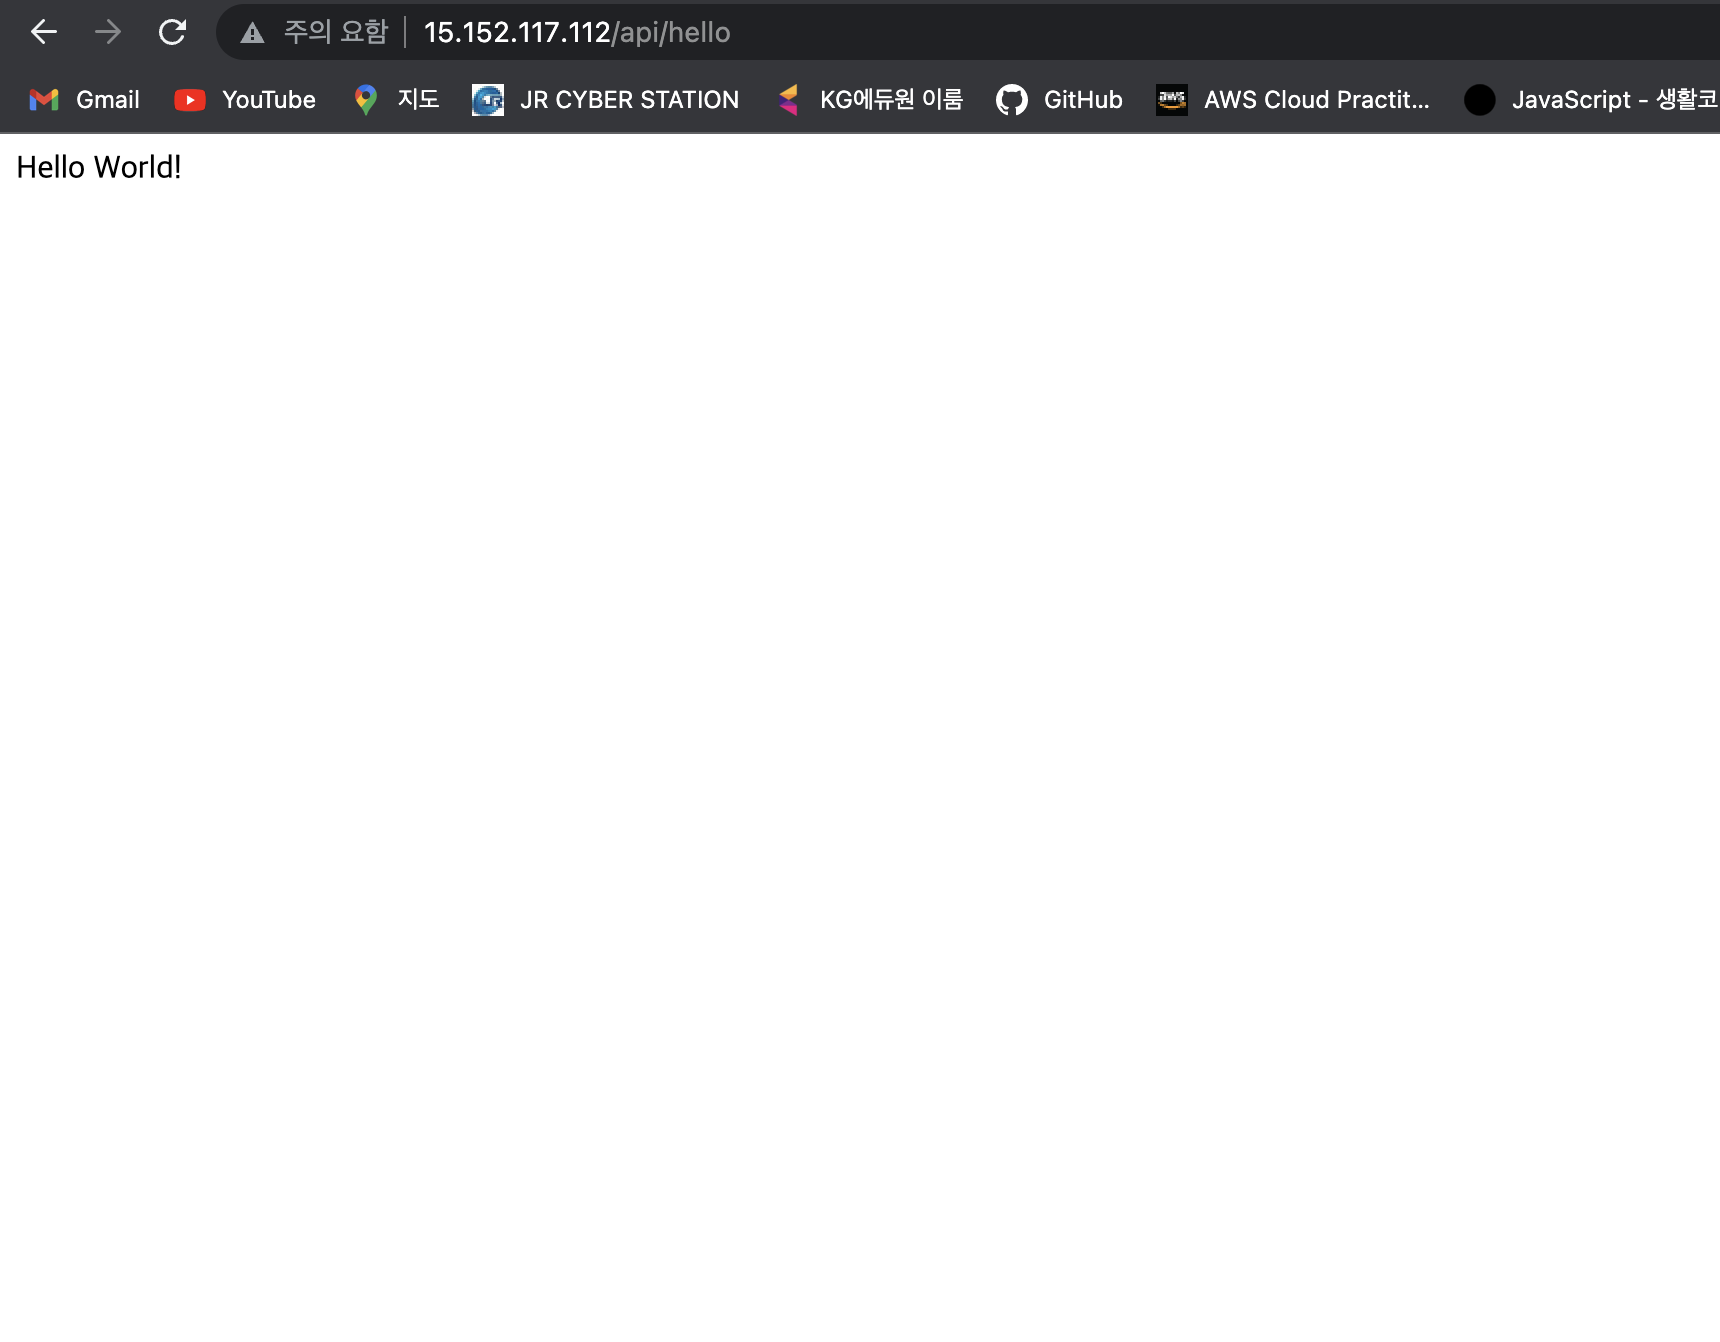 주의 요함 | 15.152.117.112/api/hello
Gmail YouTube 지도 JR CYBER STATION KG에듀원 이룸 GitHub AWS Cloud Practit... JavaScript - 생활코
Hello World!